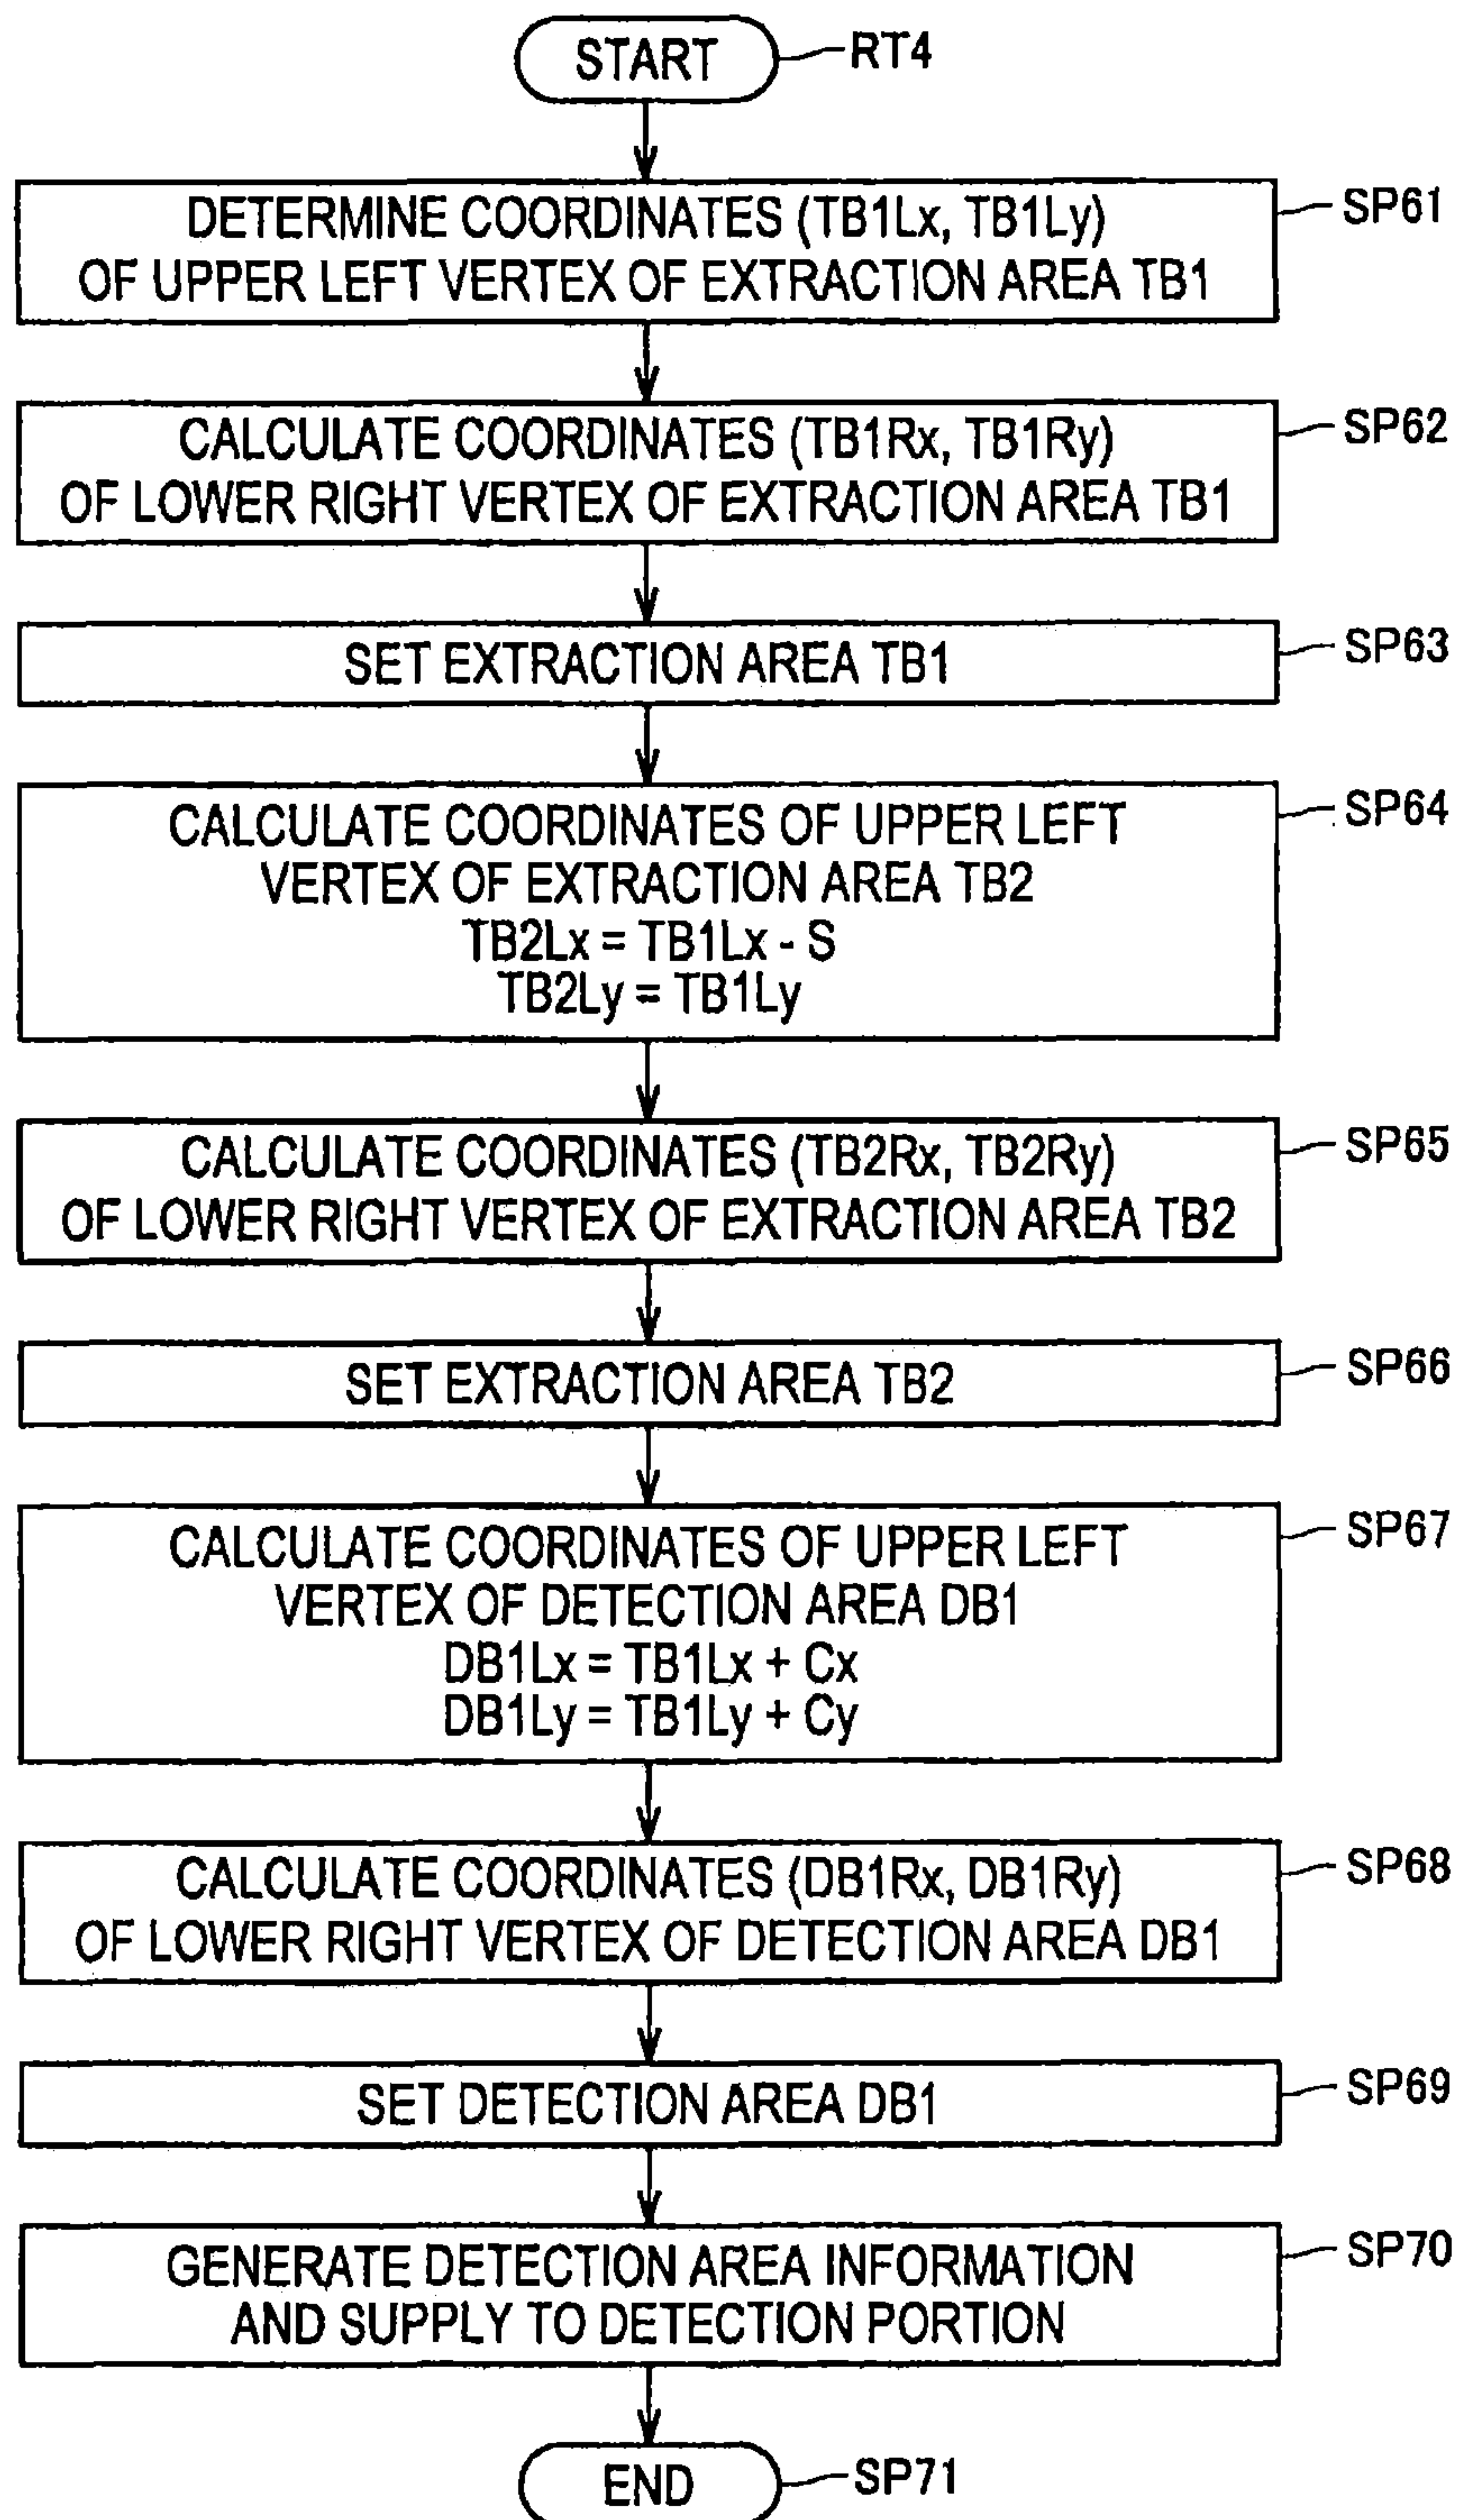 START
RT4
DETERMINE COORDINATES (TB1Lx, TB1Ly)
OF UPPER LEFT VERTEX OF EXTRACTION AREA TB1
SP61
CALCULATE COORDINATES (TB1Rx, TB1Ry)
OF LOWER RIGHT VERTEX OF EXTRACTION AREA TB1
SP62
SET EXTRACTION AREA TB1
SP63
CALCULATE COORDINATES OF UPPER LEFT
VERTEX OF EXTRACTION AREA TB2
TB2Lx = TB1Lx - S
TB2Ly = TB1Ly
SP64
CALCULATE COORDINATES (TB2Rx, TB2Ry)
OF LOWER RIGHT VERTEX OF EXTRACTION AREA TB2
SP65
SET EXTRACTION AREA TB2
SP66
CALCULATE COORDINATES OF UPPER LEFT
VERTEX OF DETECTION AREA DB1
DB1Lx = TB1Lx + Cx
DB1Ly = TB1Ly + Cy
SP67
CALCULATE COORDINATES (DB1Rx, DB1Ry)
OF LOWER RIGHT VERTEX OF DETECTION AREA DB1
SP68
SET DETECTION AREA DB1
SP69
GENERATE DETECTION AREA INFORMATION
AND SUPPLY TO DETECTION PORTION
SP70
END
SP71